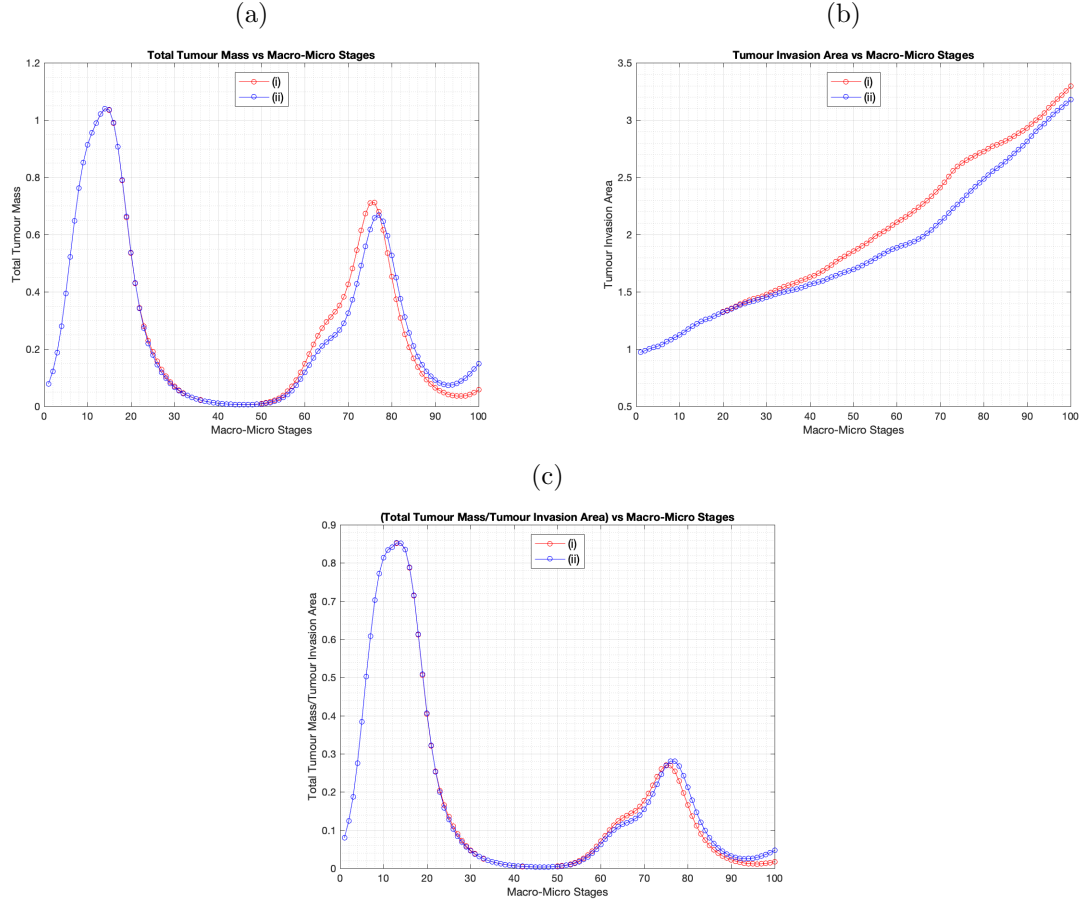 (a)
Total Tumour Mass vs Macro-Micro Stages
(i)
(ii)
Total Tumour Mass
1.2
1
0.8
0.6
0.4
0.2
0
0 10 20 30 40 50 60 70 80 90 100
Macro-Micro Stages
(b)
Tumour Invasion Area vs Macro-Micro Stages
(i)
(ii)
Tumour Invasion Area
3.5
3
2.5
2
1.5
1
0.5
0 10 20 30 40 50 60 70 80 90 100
Macro-Micro Stages
(c)
(Total Tumour Mass/Tumour Invasion Area) vs Macro-Micro Stages
(i)
(ii)
Total Tumour Mass/Tumour Invasion Area
0.9
0.8
0.7
0.6
0.5
0.4
0.3
0.2
0.1
0
0 10 20 30 40 50 60 70 80 90 100
Macro-Micro Stages